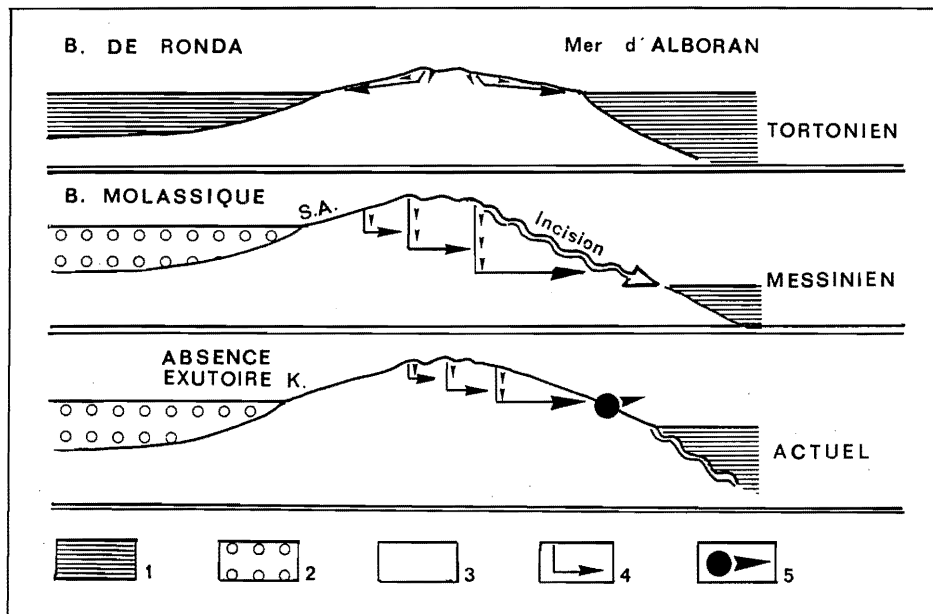 B. DE RONDA
Mer d´ALBORAN
TORTONIEN
B. MOLASSIQUE
S.A.
Incision
MESSINIEN
ABSENCE
EXUTOIRE K.
ACTUEL
1
2
3
4
5